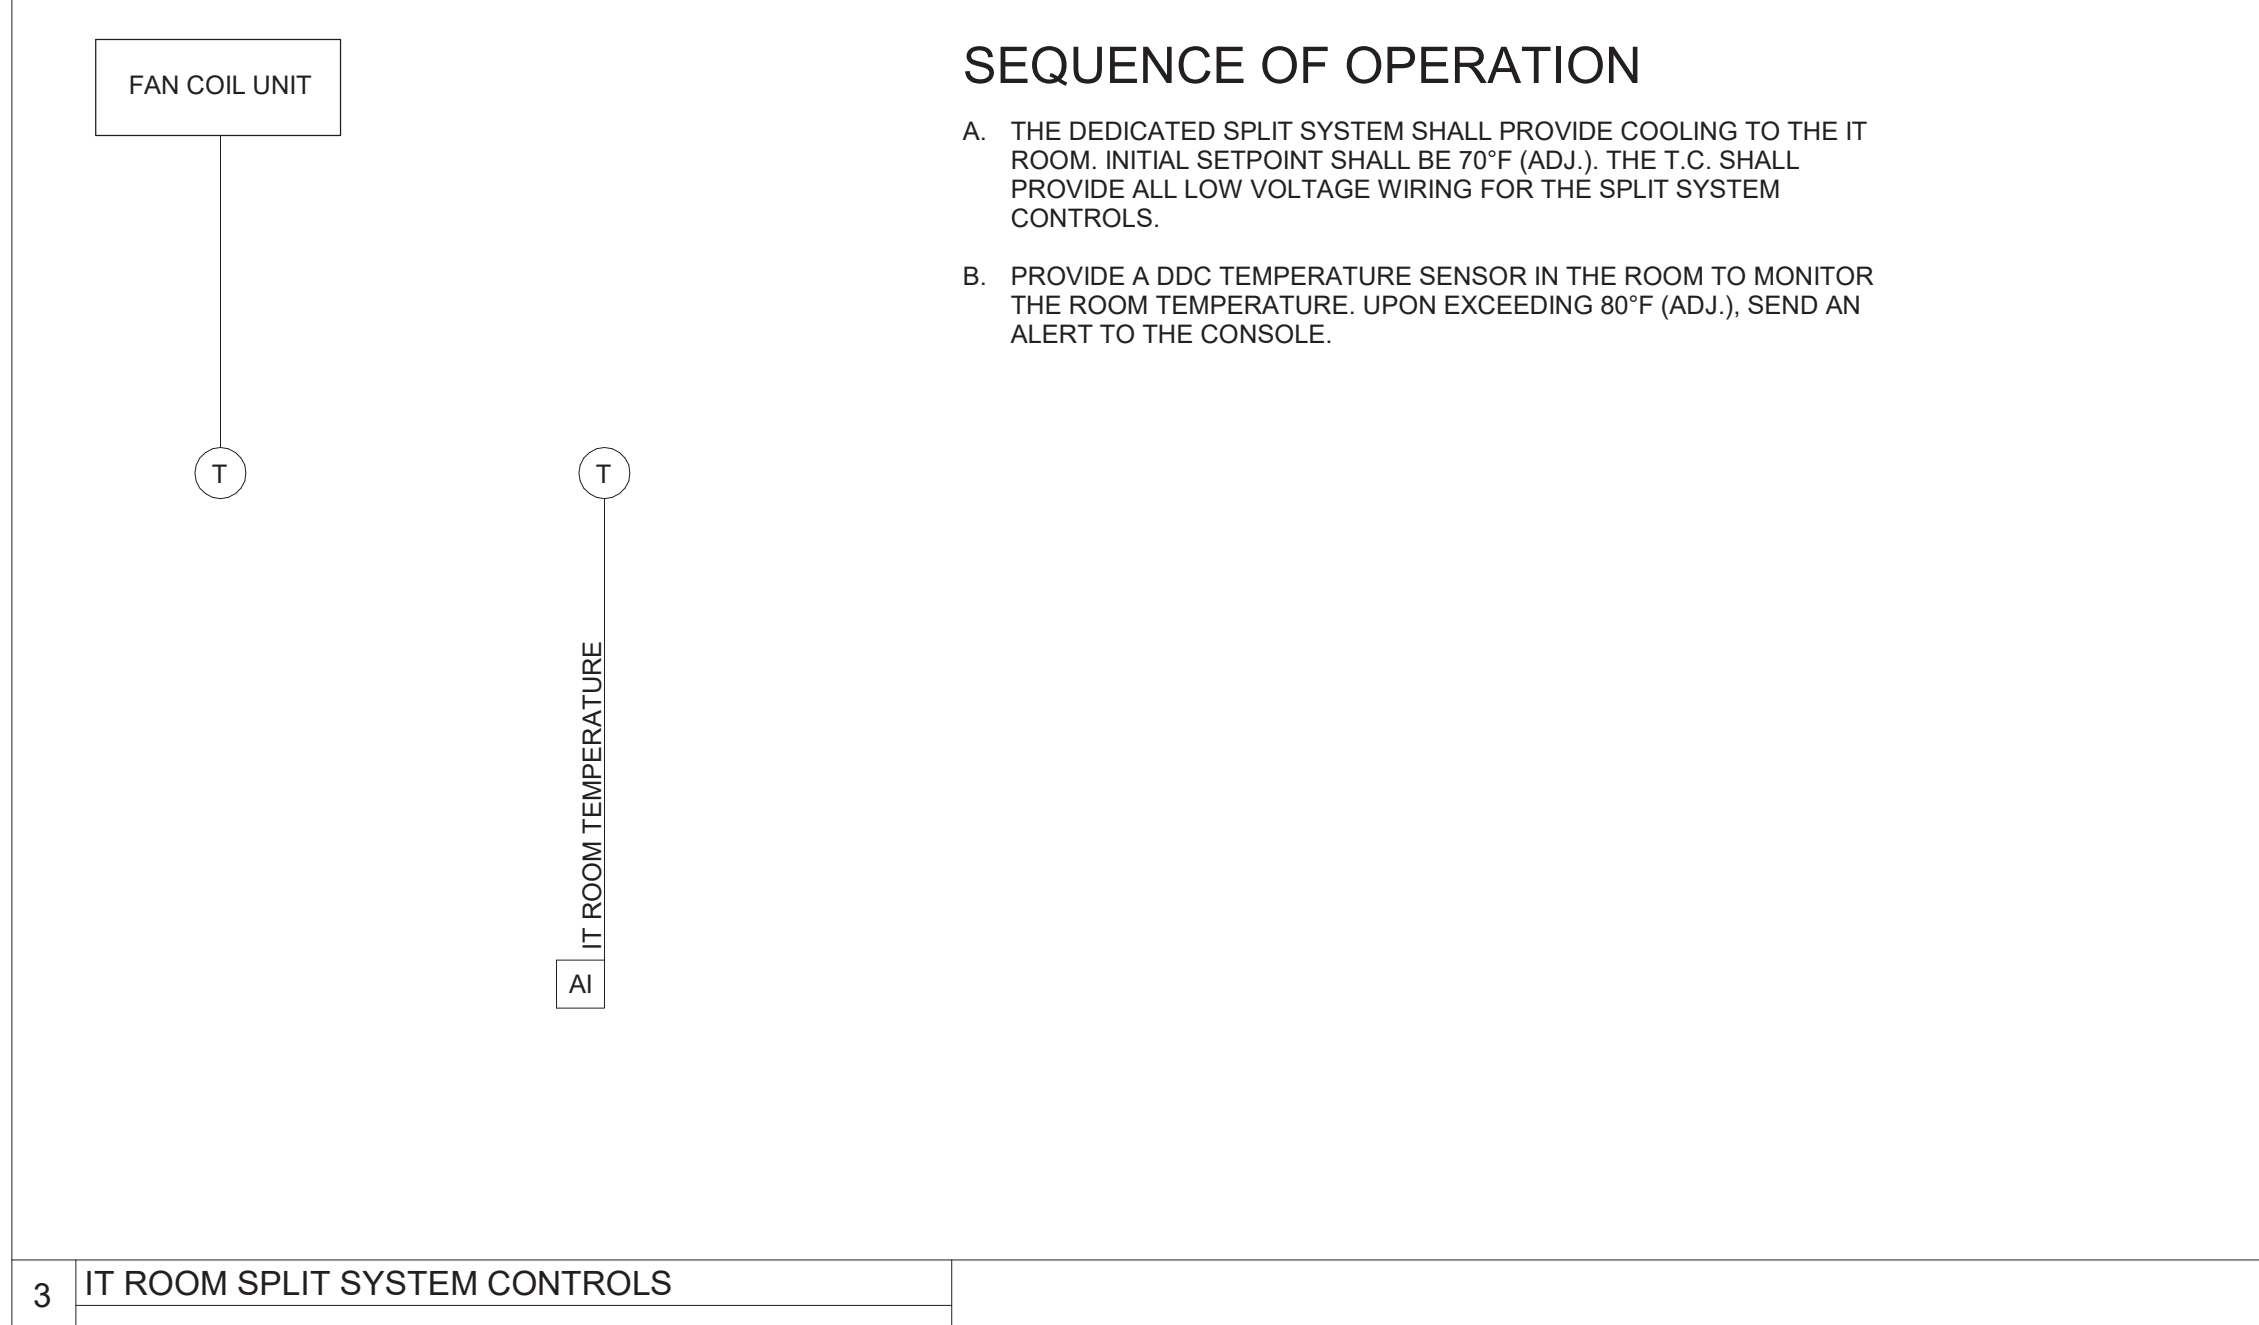 FAN COIL UNIT
T
T
IT ROOM TEMPERATURE
AI
SEQUENCE OF OPERATION
A. THE DEDICATED SPLIT SYSTEM SHALL PROVIDE COOLING TO THE IT
ROOM. INITIAL SETPOINT SHALL BE 70°F (ADJ.). THE T.C. SHALL
PROVIDE ALL LOW VOLTAGE WIRING FOR THE SPLIT SYSTEM
CONTROLS.
B. PROVIDE A DDC TEMPERATURE SENSOR IN THE ROOM TO MONITOR
THE ROOM TEMPERATURE. UPON EXCEEDING 80°F (ADJ.), SEND AN
ALERT TO THE CONSOLE.
3 IT ROOM SPLIT SYSTEM CONTROLS